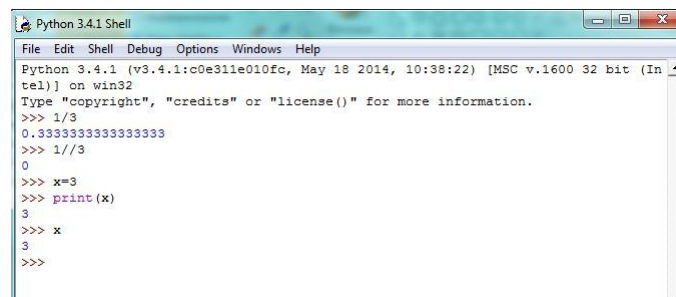 Python 3.4.1 Shell
File Edit Shell Debug Options Windows Help
Python 3.4.1 (v3.4.1:c0e311e010fc, May 18 2014, 10:38:22) [MSC v.1600 32 bit (In
tel)] on win32
Type "copyright", "credits" or "license()" for more information.
>>> 1/3
0.3333333333333333
>>> 1//3
0
>>> x=3
>>> print(x)
3
>>> x
3
>>>